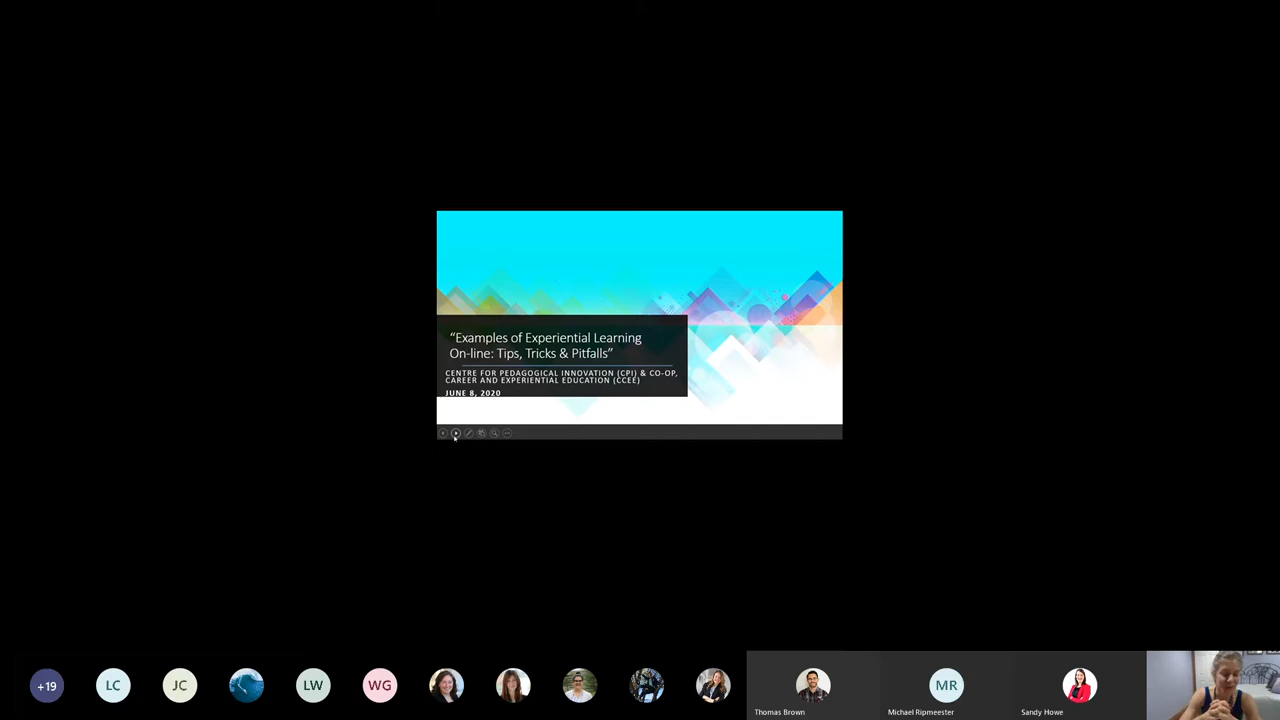 “Examples of Experiential Learning
On-line: Tips, Tricks & Pitfalls”
CENTRE FOR PEDAGOGICAL INNOVATION (CPI) & CO-OP,
CAREER AND EXPERIENTIAL EDUCATION (CCEE)
JUNE 8, 2020
+19
LC
JC
LW
WG
MR
Thomas Brown
Michael Ripmeester
Sandy Howe